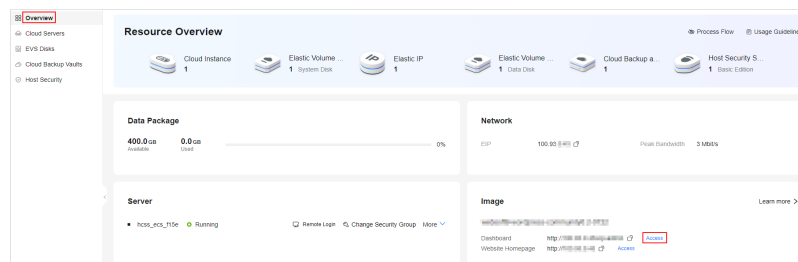 Overview
Cloud Servers
EVS Disks
Cloud Backup Vaults
Host Security
Resource Overview
Process Flow Usage Guideline
Cloud Instance
1
Elastic Volume ...
1 System Disk
Elastic IP
1
Elastic Volume ...
1 Data Disk
Cloud Backup a...
1
Host Security S...
1 Basic Edition
Data Package
400.0 GB 0.0 GB 0%
Available Used
Network
EIP 100.93 Peak Bandwidth 3 Mbit/s
Server
hcss_ecs_f15e Running Remote Login Change Security Group More
Image Learn more >
Dashboard http:// Access
Website Homepage http:// Access